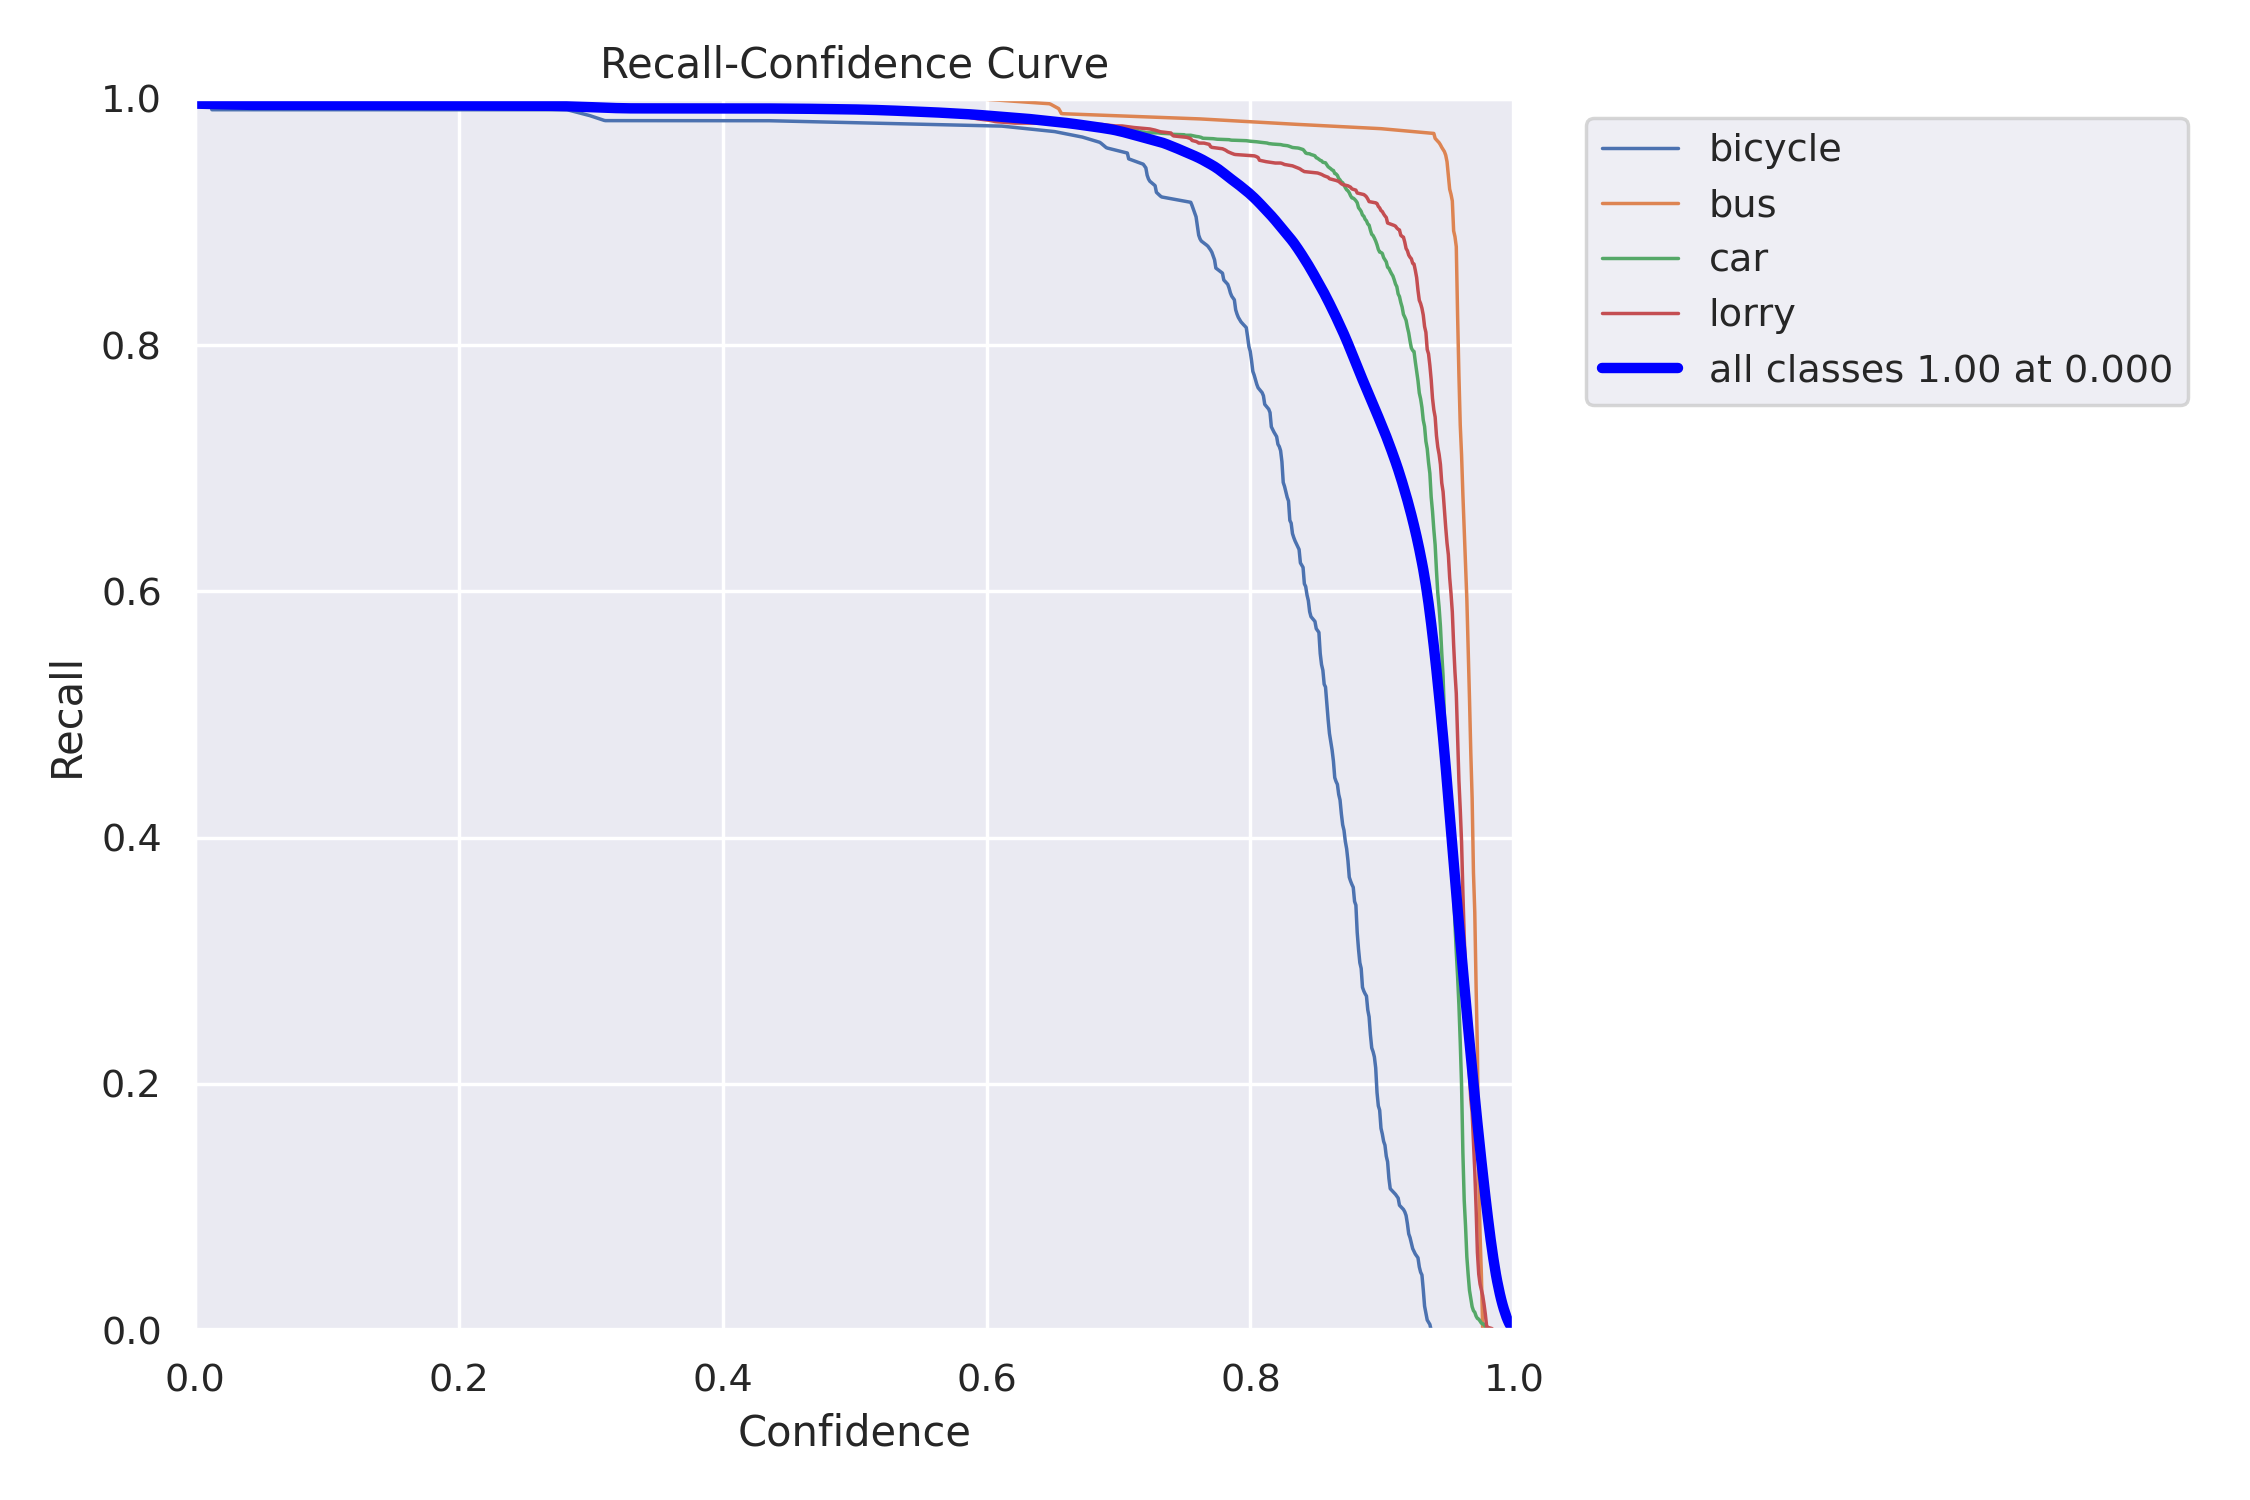 Recall-Confidence Curve
1.0
0.8
0.6
0.4
0.2
0.0
Recall
0.0 0.2 0.4 0.6 0.8 1.0
Confidence
bicycle
bus
car
lorry
all classes 1.00 at 0.000